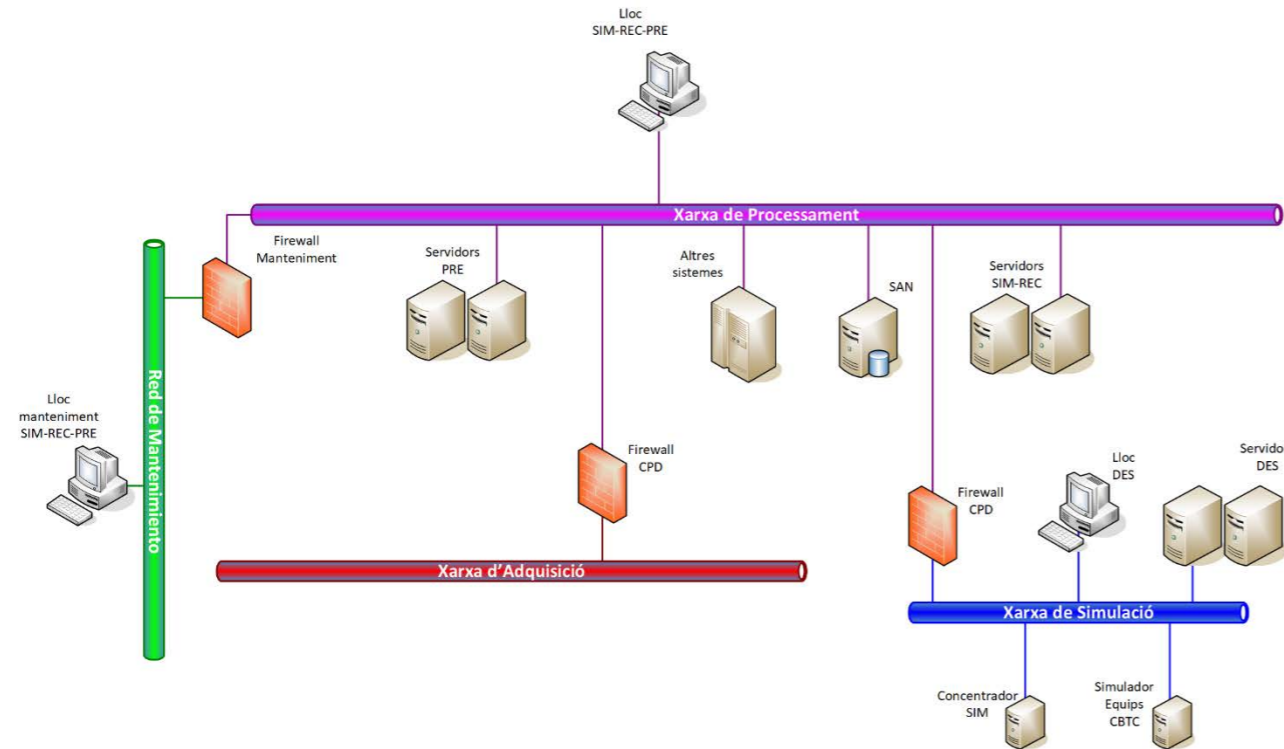 Lloc
SIM-REC-PRE
Xarxa de Processament
Firewall
Manteniment
Servidors
PRE
Altres
sistemes
SAN
Servidors
SIM-REC
Red de Mantenimiento
Lloc
manteniment
SIM-REC-PRE
Firewall
CPD
Firewall
CPD
Lloc
DES
Servido
DES
Xarxa d'Adquisició
Xarxa de Simulació
Concentrador
SIM
Simulador
Equips
CBTC